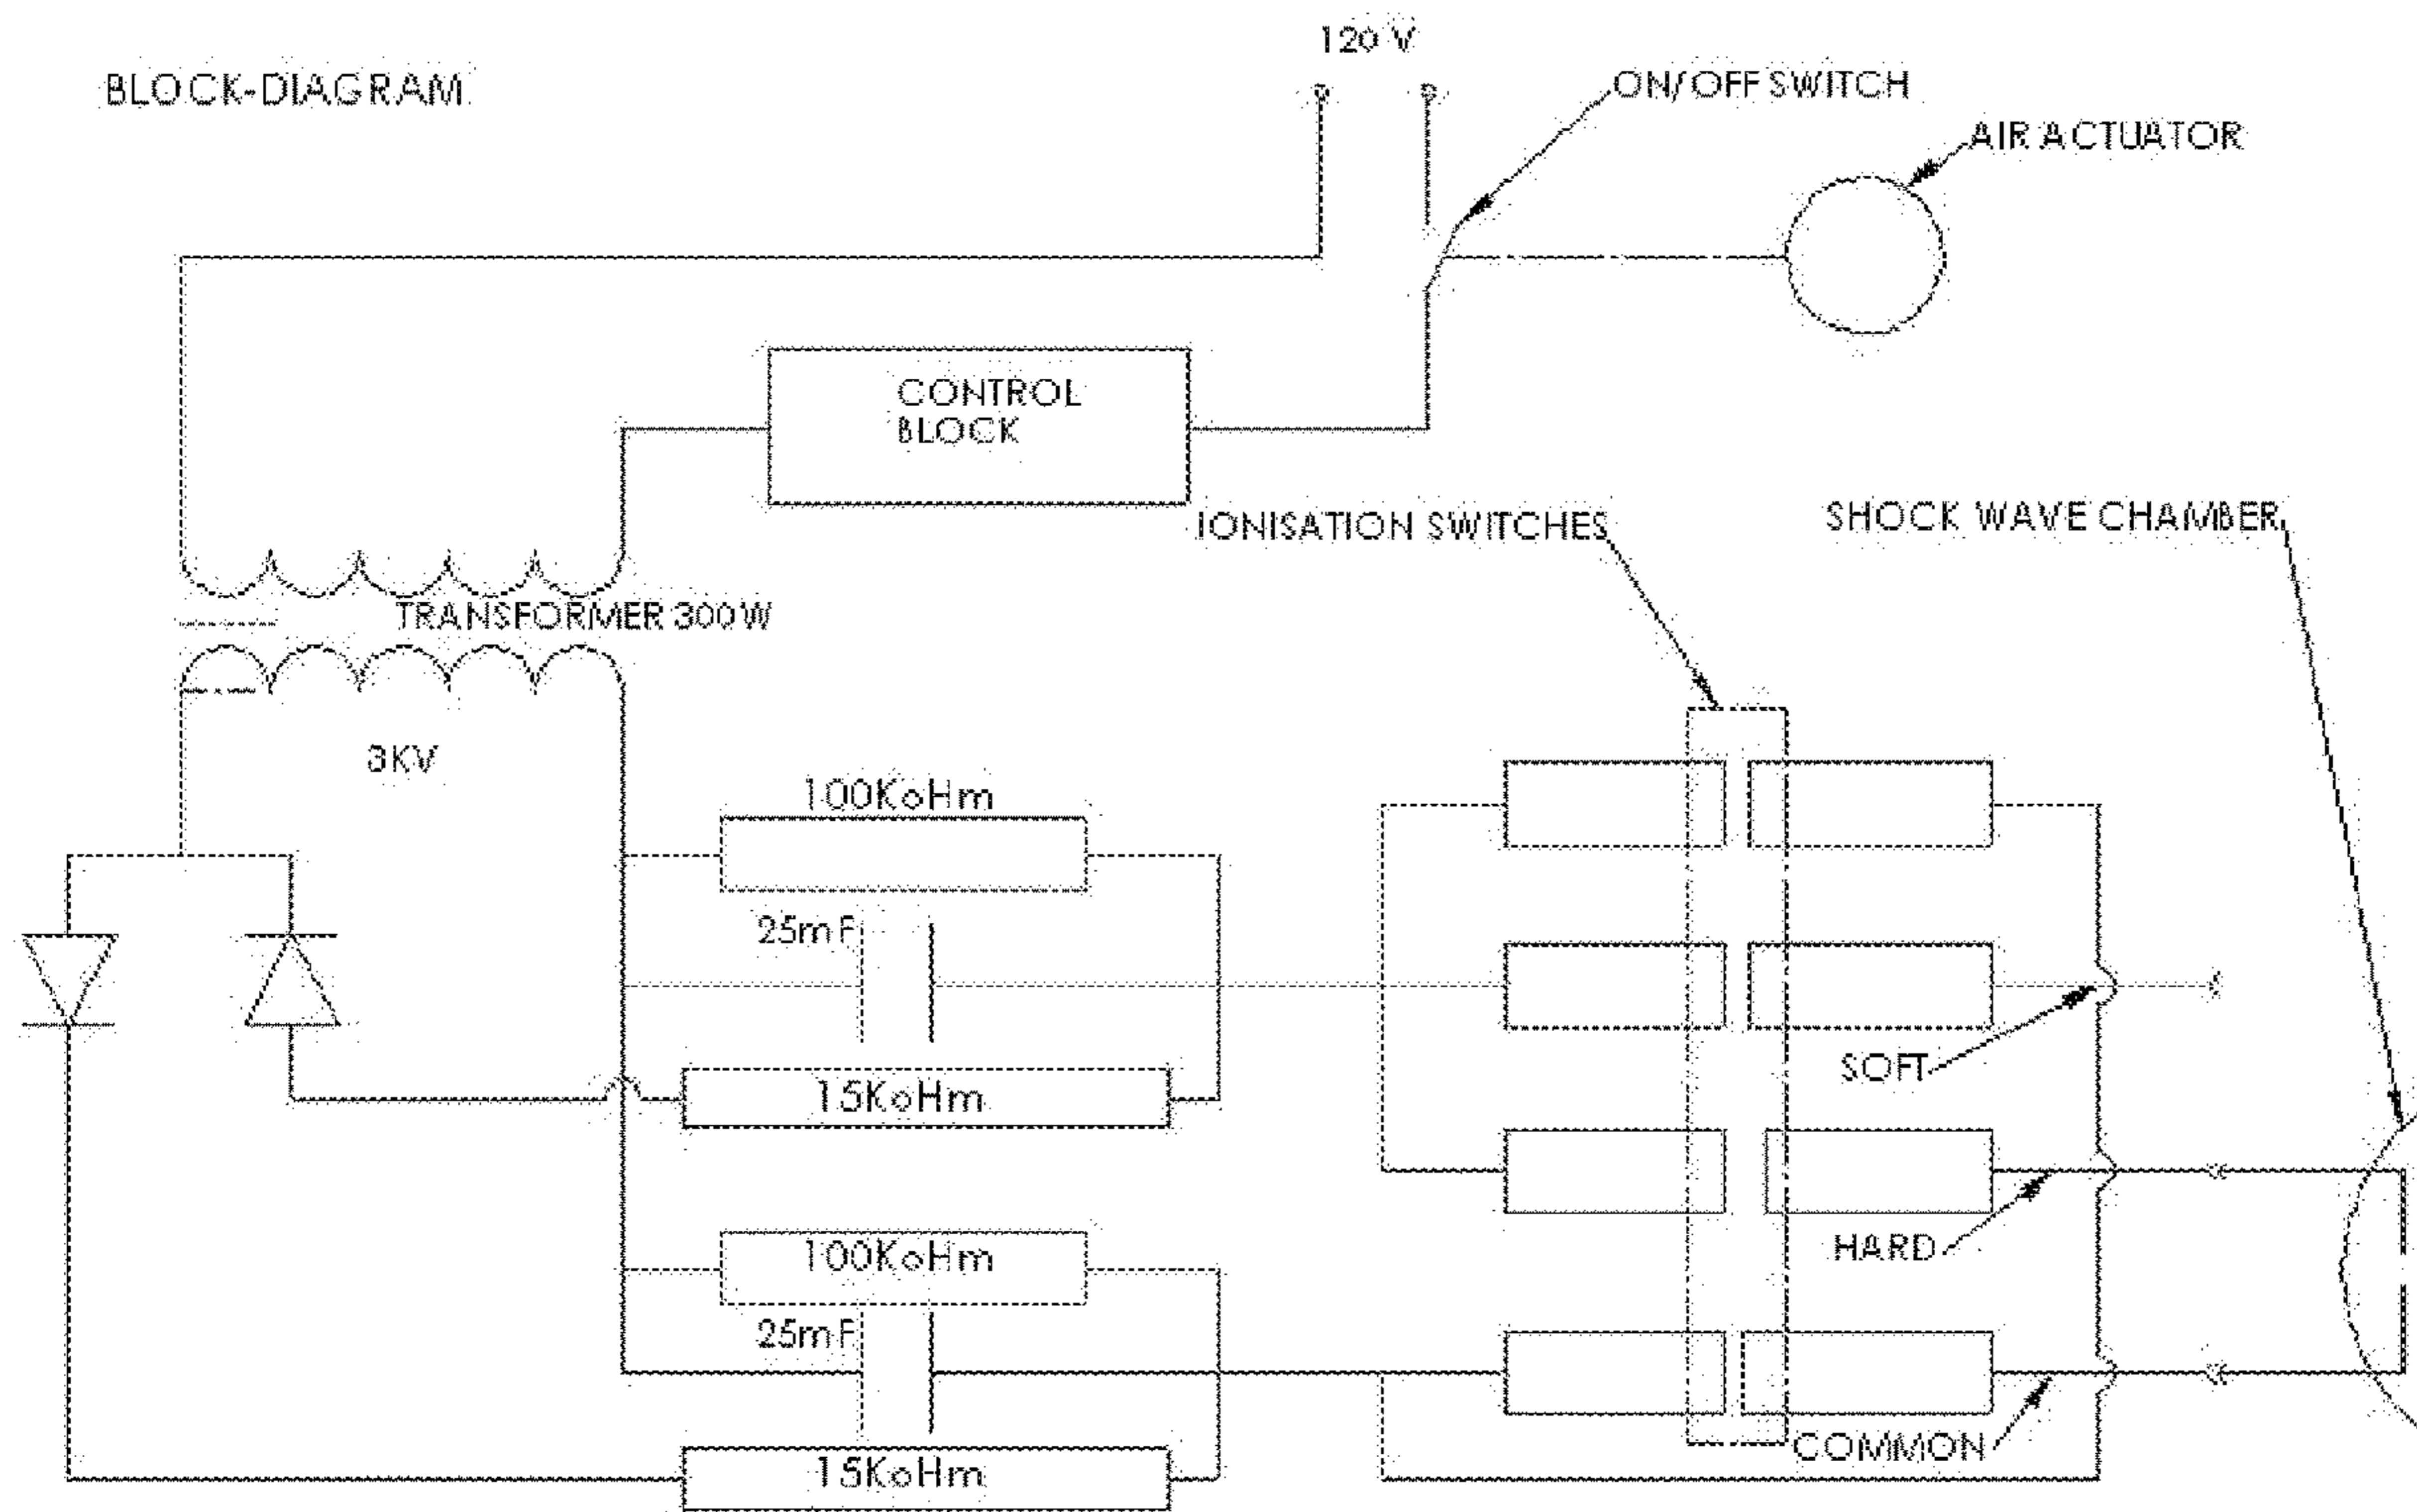 120 V
BLOCK-DIAGRAM
ON/OFF SWITCH
AIR ACTUATOR
CONTROL
BLOCK
IONISATION SWITCHES
SHOCK WAVE CHAMBER
TRANSFORMER 300W
3KV
100KoHm
25mF
15KoHm
SOFT
100KoHm
HARD
25mF
COMMON
15KoHm